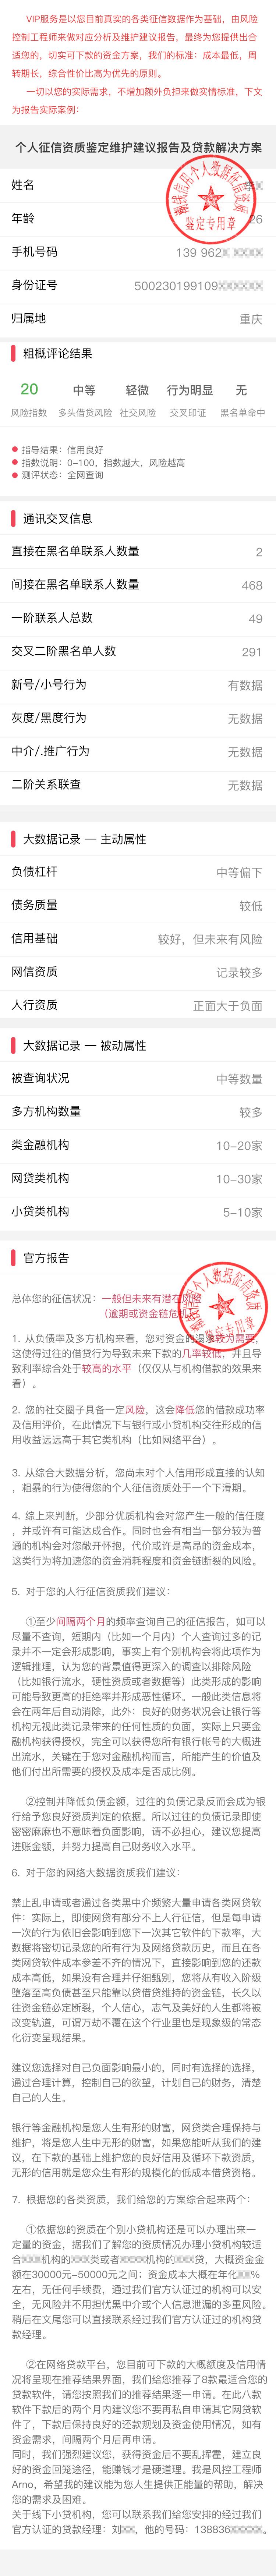 VIP服务是以您目前真实的各类征信数据作为基础，由风险
控制工程师来做对应分析及维护建议报告，最终为您提供出合
适您的，切实可下款的资金方案，我们的标准：成本最低，周
转期长，综合性价比高为优先的原则。
一切以您的实际需求，不增加额外负担来做实情标准，下文
为报告实际案例：
个人征信资质鉴定维护建议报告及贷款解决方案
姓名
年龄 26
鉴定专用章
手机号码 139 962
身份证号 500230199109
归属地 重庆
粗概评论结果
20 中等 轻微 行为明显 无
风险指数 多头借贷风险 社交风险 交叉印证 黑名单命中
指导结果：信用良好
指数说明：0-100，指数越大，风险越高
测评状态：全网查询
通讯交叉信息
直接在黑名单联系人数量 2
间接在黑名单联系人数量 468
一阶联系人总数 49
交叉二阶黑名单人数 291
新号/小号行为 有数据
灰度/黑度行为 无数据
中介/.推广行为 无数据
二阶关系联查 无数据
大数据记录 — 主动属性
负债杠杆 中等偏下
债务质量 较低
信用基础 较好，但未来有风险
网信资质 记录较多
人行资质 正面大于负面
大数据记录 — 被动属性
被查询状况 中等数量
多方机构数量 较多
类金融机构 10-20家
网贷类机构 10-30家
小贷类机构 5-10家
官方报告
总体您的征信状况：一般但未来有潜在风险
（逾期或资金链危机）
鉴定专用章
1. 从负债率及多方机构来看，您对资金的渴求较为需要，
这使得过往的借贷行为导致未来下款的几率较低，并且导
致利率综合处于较高的水平（仅仅从与机构借款的效果来
看）。
2. 您的社交圈子具备一定风险，这会降低您的借款成功率
及信用评价，在此情况下与银行或小贷机构交往形成的信
用收益远远高于其它类机构（比如网络平台）。
3. 从综合大数据分析，您尚未对个人信用形成直接的认知
，粗暴的行为使得您的个人征信资质处于一个下滑期。
4. 综上来判断，少部分优质机构会对您产生一般的信任度
，并或许有可能达成合作。同时也会有相当一部分较为普
通的机构会对您敞开怀抱，代价或许是高昂的资金成本，
这类行为将加速您的资金消耗程度和资金链断裂的风险。
5. 对于您的人行征信资质我们建议：
①至少间隔两个月的频率查询自己的征信报告，如可以
尽量不查询，短期内（比如一个月内）个人查询过多的记
录并不一定会形成影响，事实上有个别机构会将此项作为
逻辑推理，认为您的背景值得更深入的调查以排除风险
（比如银行流水，硬性资质或者数据等）此类形成的影响
可能导致更高的拒绝率并形成恶性循环。一般此类信息将
会在两年后自动消除，此外：良好的财务状况会让银行等
机构无视此类记录带来的任何性质的负面，实际上只要金
融机构获得授权，完全可以获得您所有银行帐号的大概进
出流水，关键在于您对金融机构而言，所能产生的价值及
他们付出所需要的授权及成本是否成比例。
②控制并降低负债金额，过往的负债记录反而会成为银
行给予您良好资质判定的依据。所以过往的负债记录即使
密密麻麻也不意味着负面影响，请不必担心，建议您提高
进账金额，并努力提高自己财务收入水平。
6. 对于您的网络大数据资质我们建议：
禁止乱申请或者通过各类黑中介频繁大量申请各类网贷软
件：实际上，即使网贷有部分不上人行征信，但是每申请
一次的行为依旧会影响到您下一次其它软件的下款率，大
数据将密切记录您的所有行为及网络贷款历史，而且在各
类网贷软件成本参差不齐的情况下，直接影响到您的还款
成本高低，如果没有合理并仔细甄别，您将从有收入阶级
堕落至高负债甚至只能靠以贷借贷维持的资金链，长久以
往资金链必定断裂，个人信心，志气及美好的人生都将被
改变轨道，可谓万劫不覆在这个行业里也是现象级的常态
化衍变呈现结果。
建议您选择对自己负面影响最小的，同时有选择的选择，
通过合理计算，控制自己的欲望，计划自己的财务，清楚
自己的人生。
银行等金融机构是您人生有形的财富，网贷类合理保持与
维护，将是您人生中无形的财富，如果您能听从我们的建
议，在下款的基础上维护您的良好信用及循环下款资质，
无形的信用就是您众生有形的规模化的低成本借贷资格。
7. 根据您的各类资质，我们给您的方案综合起来两个：
①依据您的资质在个别小贷机构还是可以办理出来一
定量的资金，据我们了解您的资质情况办理小贷机构较适
合机构的类或者机构的贷，大概资金金
额在30000元-50000元之间；资金成本大概在年化%
左右，无任何手续费，通过我们官方认证过的机构可以安
全，无风险并不用担忧黑中介或个人信息泄漏的多重风险。
稍后在文尾您可以直接联系经过我们官方认证过的机构贷
款经理。
②在网络贷款平台，您目前可下款的大概额度及信用情
况将呈现在推荐结果界面，我们给您推荐了8款最适合您的
贷款软件，请您按照我们的推荐结果逐一申请。在此八款
软件下款后的两个月内建议您不要再私自申请其它网贷软
件了，下款后保持良好的还款规划及资金使用情况，如有
资金需求，间隔两个月后再申请。
同时，我们强烈建议您，获得资金后不要乱挥霍，建立良
好的资金回笼途径，能赚钱才是硬道理。我是风控工程师
Arno，希望我的建议能为您人生提供正能量的帮助，解决
您的需求及困难。
关于线下小贷机构，您可以联系我们给您安排的经过我们
官方认证的贷款经理：刘，他的号码：138836。